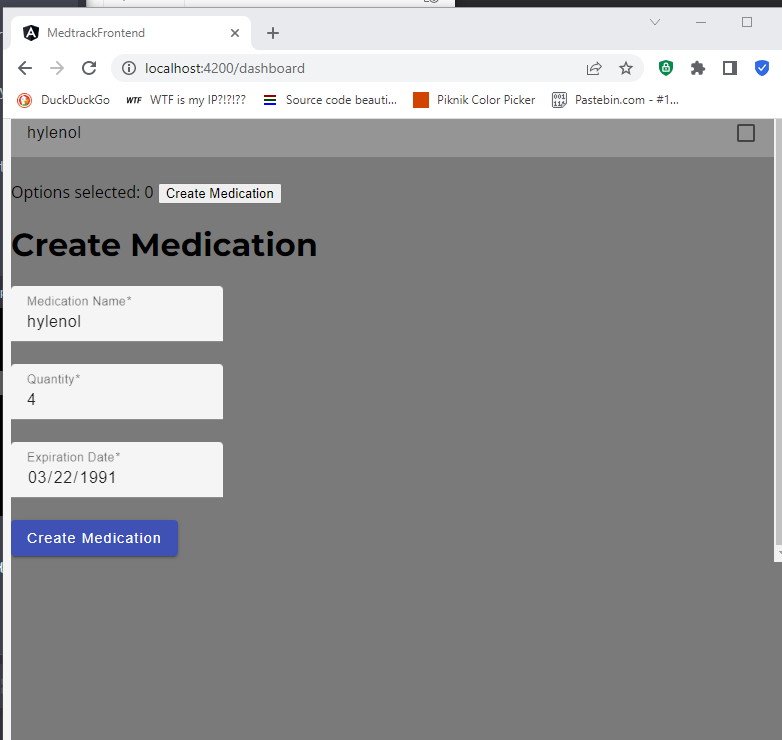 MedtrackFrontend
localhost:4200/dashboard
DuckDuckGo WTF WTF is my IP?!?!?? Source code beauti... Piknik Color Picker Pastebin.com - #1...
hylenol
Options selected: 0 Create Medication
Create Medication
Medication Name*
hylenol
Quantity*
4
Expiration Date*
03/22/1991
Create Medication